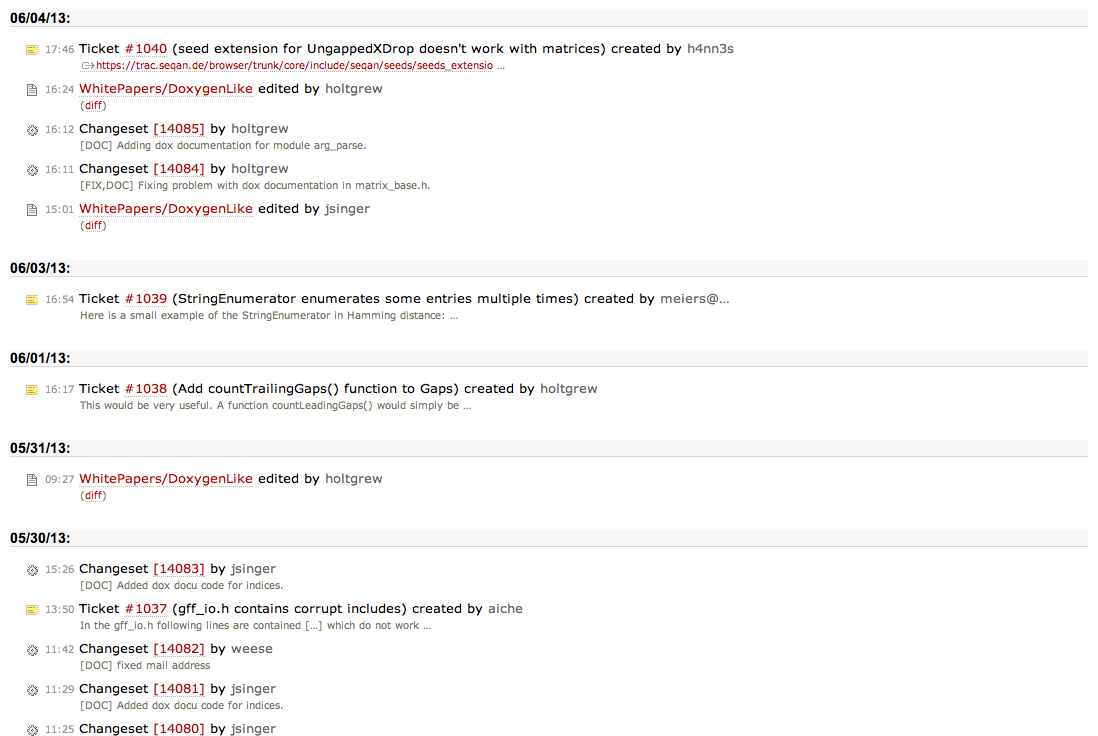 06/04/13:
17:46 Ticket #1040 (seed extension for UngappedXDrop doesn't work with matrices) created by h4nn3s
https://trac.seqan.de/browser/trunk/core/include/seqan/seeds/seeds_extensio …
16:24 WhitePapers/DoxygenLike edited by holtgrew
(diff)
16:12 Changeset [14085] by holtgrew
[DOC] Adding dox documentation for module arg_parse.
16:11 Changeset [14084] by holtgrew
[FIX,DOC] Fixing problem with dox documentation in matrix_base.h.
15:01 WhitePapers/DoxygenLike edited by jsinger
(diff)
06/03/13:
16:54 Ticket #1039 (StringEnumerator enumerates some entries multiple times) created by meiers@…
Here is a small example of the StringEnumerator in Hamming distance: …
06/01/13:
16:17 Ticket #1038 (Add countTrailingGaps() function to Gaps) created by holtgrew
This would be very useful. A function countLeadingGaps() would simply be …
05/31/13:
09:27 WhitePapers/DoxygenLike edited by holtgrew
(diff)
05/30/13:
15:26 Changeset [14083] by jsinger
[DOC] Added dox docu code for indices.
13:50 Ticket #1037 (gff_io.h contains corrupt includes) created by aiche
In the gff_io.h following lines are contained […] which do not work …
11:42 Changeset [14082] by weese
[DOC] fixed mail address
11:29 Changeset [14081] by jsinger
[DOC] Added dox docu code for indices.
11:25 Changeset [14080] by jsinger